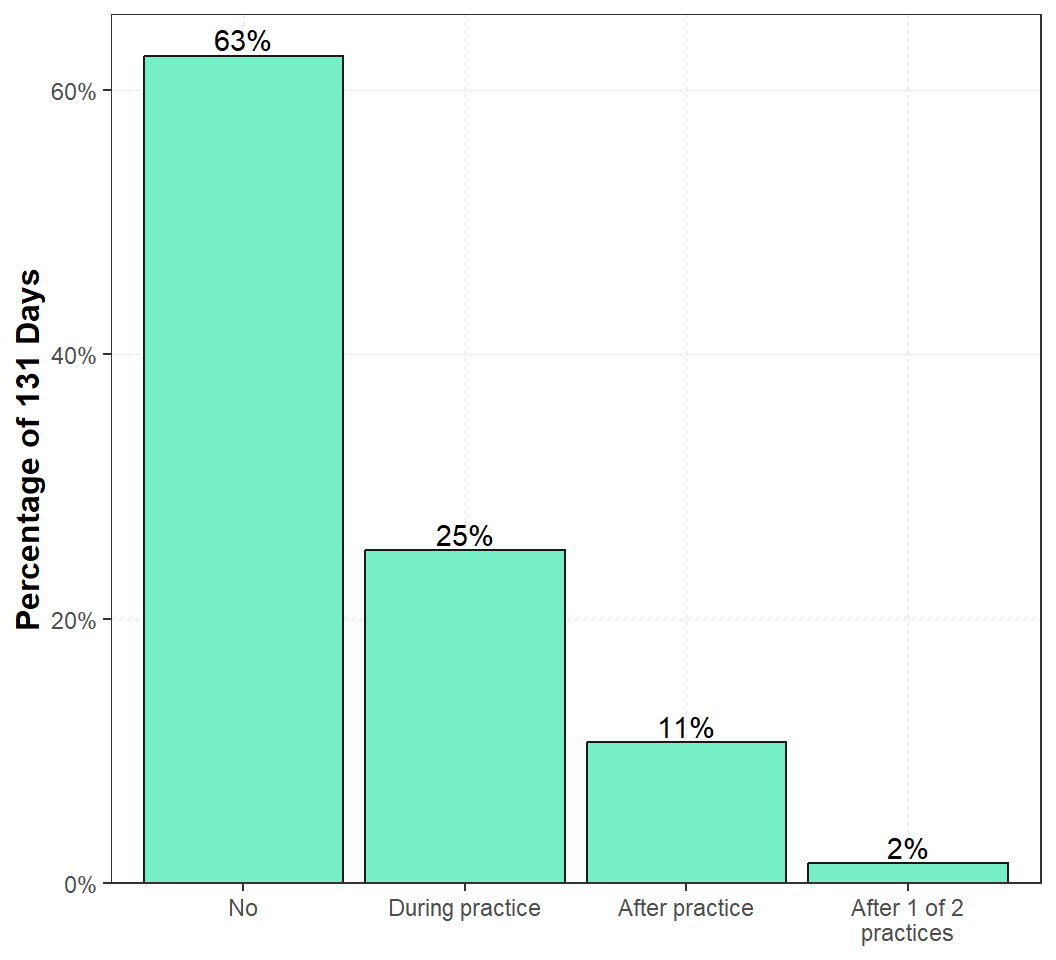 63%
60%
40%
25%
20%
11%
2%
0%
Percentage of 131 Days
No
During practice
After practice
After 1 of 2
practices